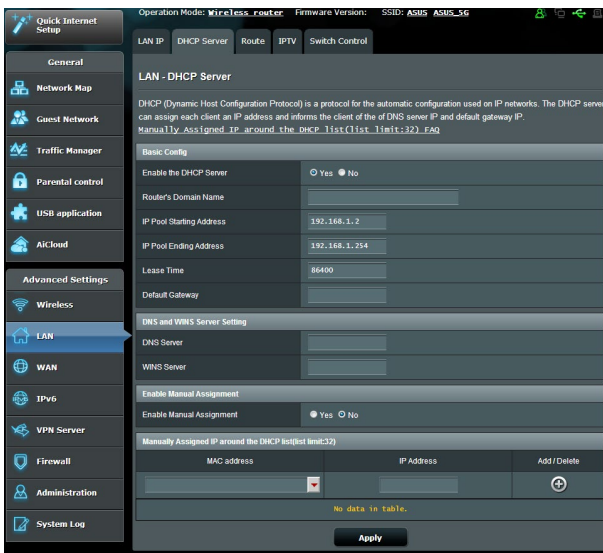 Quick Internet
Setup
General
Network Map
Guest Network
Traffic Manager
Parental control
USB application
AiCloud
Advanced Settings
Wireless
LAN
WAN
IPv6
VPN Server
Firewall
Administration
System Log
Operation Mode: Wireless router Firmware Version: SSID: ASUS ASUS_5G
LAN IP DHCP Server Route IPTV Switch Control
LAN - DHCP Server
DHCP (Dynamic Host Configuration Protocol) is a protocol for the automatic configuration used on IP networks. The DHCP server
can assign each client an IP address and informs the client of the of DNS server IP and default gateway IP.
Manually Assigned IP around the DHCP list(list limit:32) FAQ
Basic Config
Enable the DHCP Server Yes No
Router's Domain Name
IP Pool Starting Address 192.168.1.2
IP Pool Ending Address 192.168.1.254
Lease Time 86400
Default Gateway
DNS and WINS Server Setting
DNS Server
WINS Server
Enable Manual Assignment
Enable Manual Assignment Yes No
Manually Assigned IP around the DHCP list(list limit:32)
MAC address IP Address Add / Delete
No data in table.
Apply